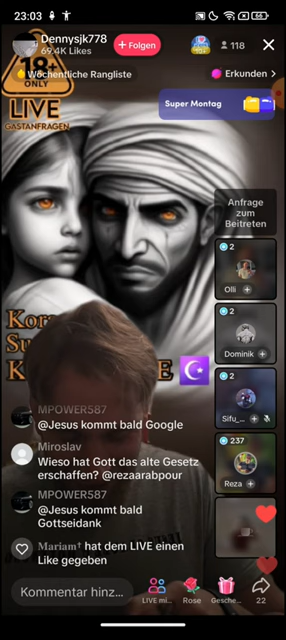 23:03
66
Dennysjk778
69.4K Likes
+ Folgen
118
18+
ONLY
LIVE
GASTANFRAGEN
Wöchentliche Rangliste
Erkunden >
Super Montag
Anfrage
zum
Beitreten
2
Olli +
2
Dominik +
2
Sifu_... +
237
Reza +
MPOWER587
@Jesus kommt bald Google
Miroslav
Wieso hat Gott das alte Gesetz
erschaffen? @rezaarabpour
MPOWER587
@Jesus kommt bald
Gottseidank
Mariam† hat dem LIVE einen
Like gegeben
Kommentar hinz...
LIVE mi...
Rose
Gesche...
22